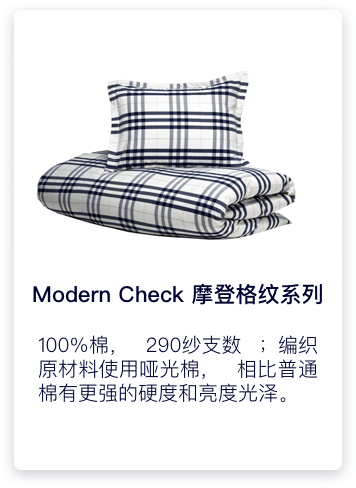 Modern Check 摩登格纹系列
100%棉， 290纱支数 ；编织
原材料使用哑光棉， 相比普通
棉有更强的硬度和亮度光泽。